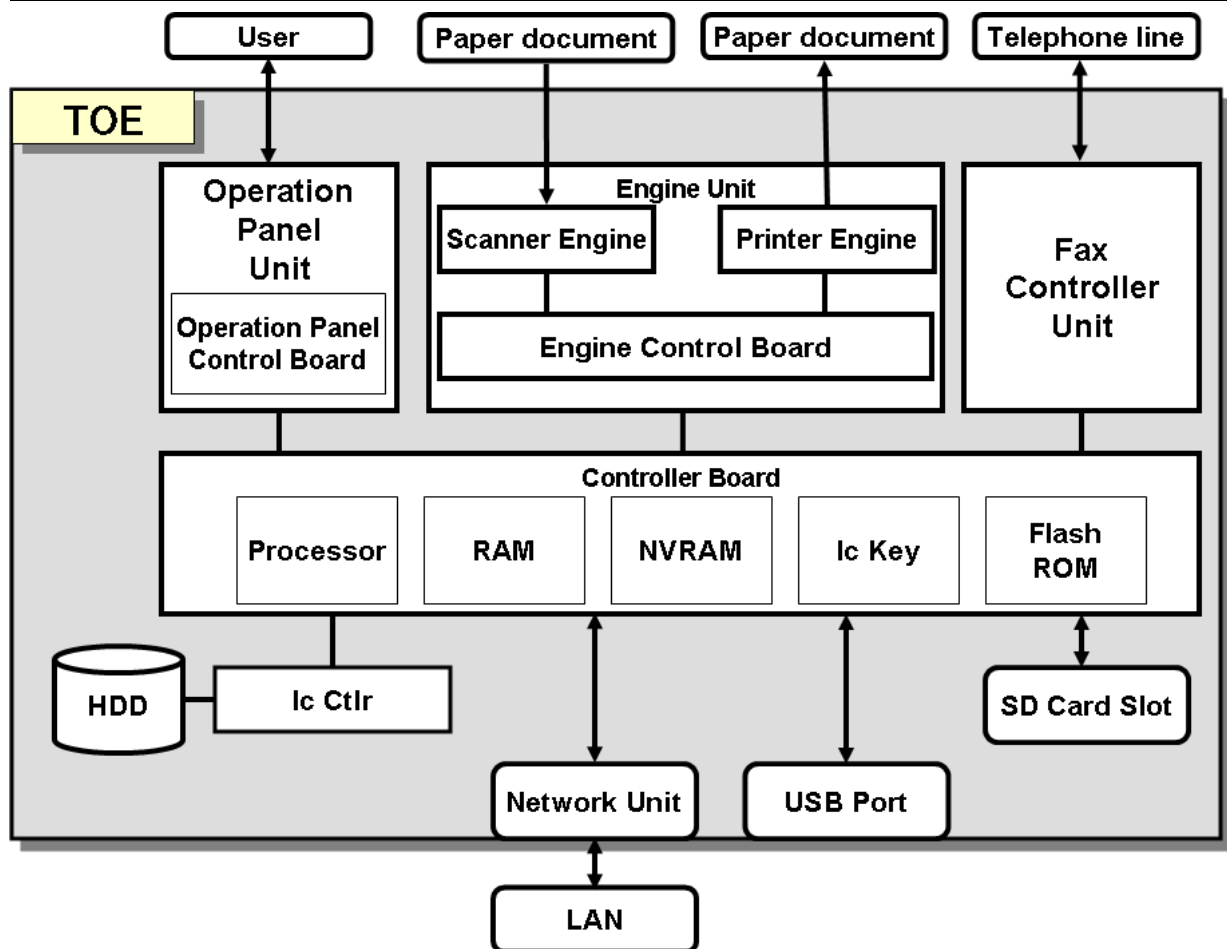 User
Paper document
Paper document
Telephone line
TOE
Operation
Panel
Unit
Operation Panel
Control Board
Engine Unit
Scanner Engine
Printer Engine
Engine Control Board
Fax
Controller
Unit
Controller Board
Processor
RAM
NVRAM
Ic Key
Flash
ROM
HDD
Ic Ctlr
SD Card Slot
Network Unit
USB Port
LAN